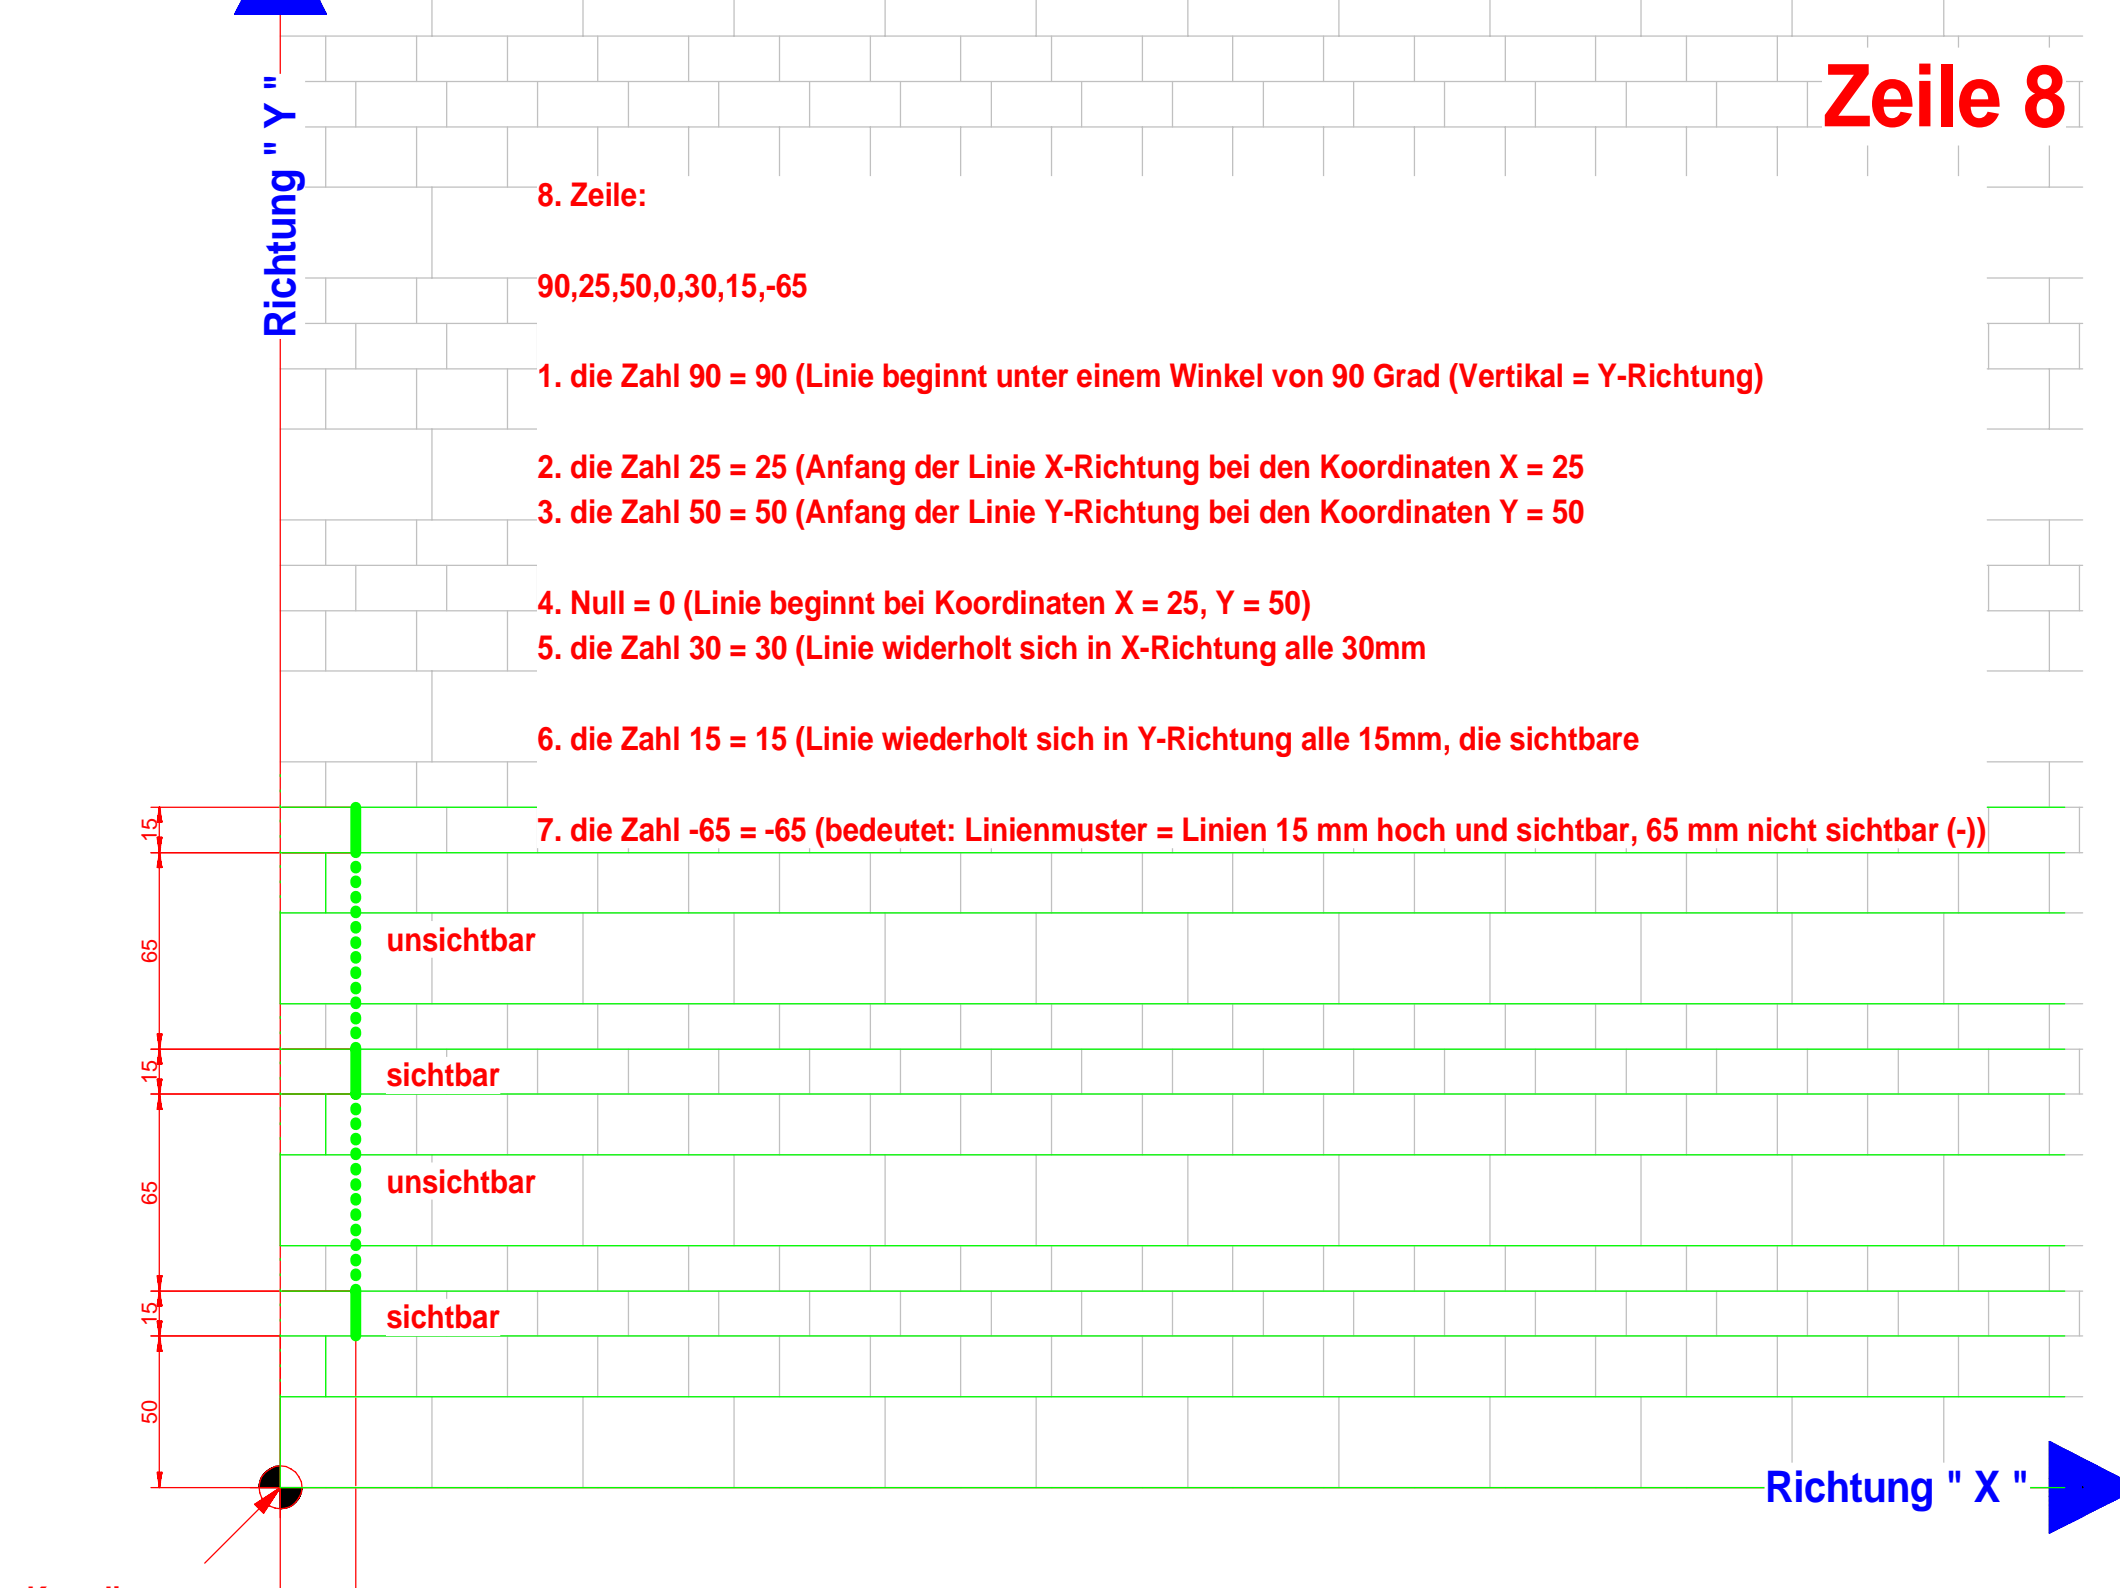 Zeile 8
Richtung " Y "
8. Zeile:
90,25,50,0,30,15,-65
1. die Zahl 90 = 90 (Linie beginnt unter einem Winkel von 90 Grad (Vertikal = Y-Richtung)
2. die Zahl 25 = 25 (Anfang der Linie X-Richtung bei den Koordinaten X = 25
3. die Zahl 50 = 50 (Anfang der Linie Y-Richtung bei den Koordinaten Y = 50
4. Null = 0 (Linie beginnt bei Koordinaten X = 25, Y = 50)
5. die Zahl 30 = 30 (Linie widerholt sich in X-Richtung alle 30mm
6. die Zahl 15 = 15 (Linie wiederholt sich in Y-Richtung alle 15mm, die sichtbare
7. die Zahl -65 = -65 (bedeutet: Linienmuster = Linien 15 mm hoch und sichtbar, 65 mm nicht sichtbar (-))
15
65
unsichtbar
15
sichtbar
65
unsichtbar
15
sichtbar
50
Richtung " X "